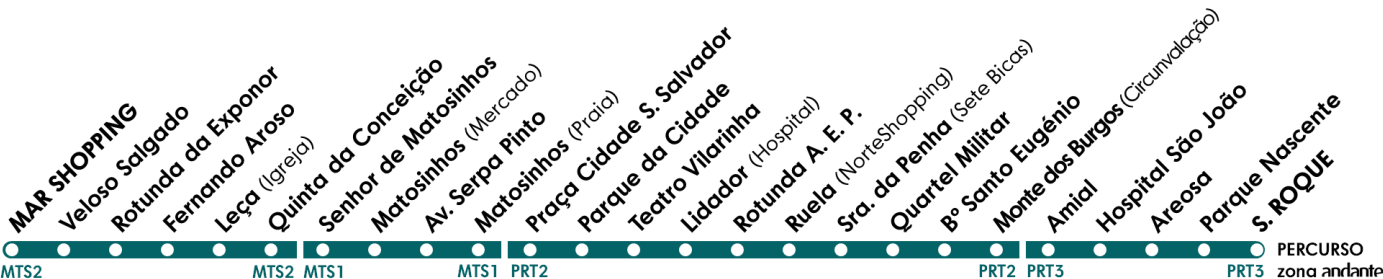 MAR SHOPPING
Veloso Salgado
Rotunda da Exponor
Fernando Aroso
Leça (Igreja)
Quinta da Conceição
Senhor de Matosinhos
Matosinhos (Mercado)
Av. Serpa Pinto
Matosinhos (Praia)
Praça Cidade S. Salvador
Parque da Cidade
Teatro Vilarinha
Lidador (Hospital)
Rotunda A. E. P.
Ruela (NorteShopping)
Sra. da Penha (Sete Bicas)
Quartel Militar
Bº Santo Eugénio
Monte dos Burgos (Circunvalação)
Amial
Hospital São João
Areosa
Parque Nascente
S. ROQUE
PERCURSO
MTS2 MTS2 MTS1 MTS1 PRT2 PRT2 PRT3 PRT3 zona andante